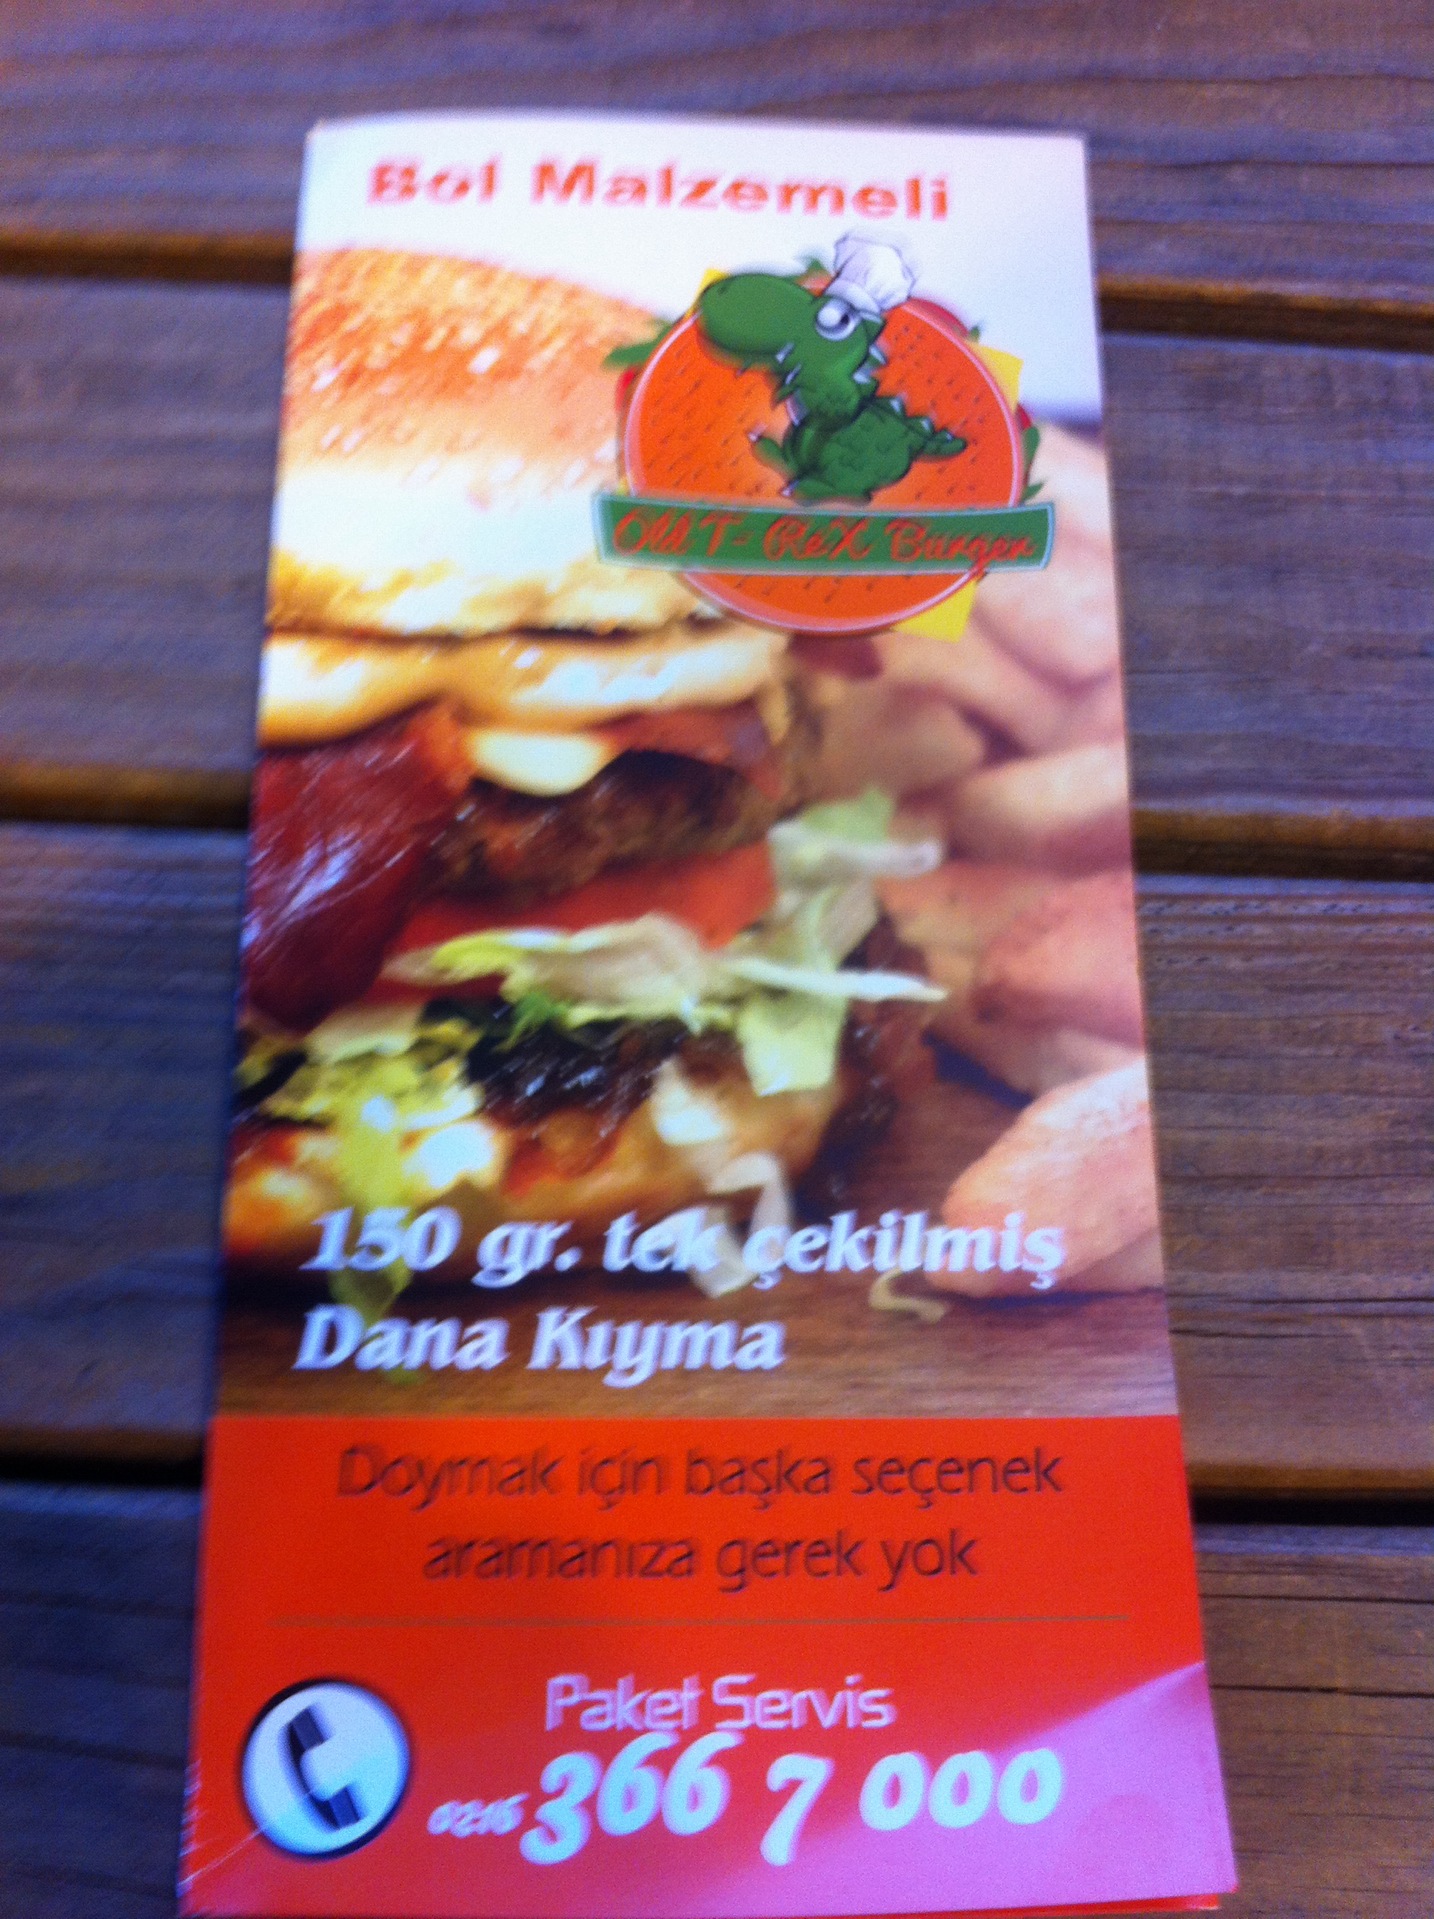 Bol Malzemeli
Old T-ReX Burger
150 gr. tek çekilmiş
Dana Kıyma
Doymak için başka seçenek
aramanıza gerek yok
Paket Servis
0216 366 7 000